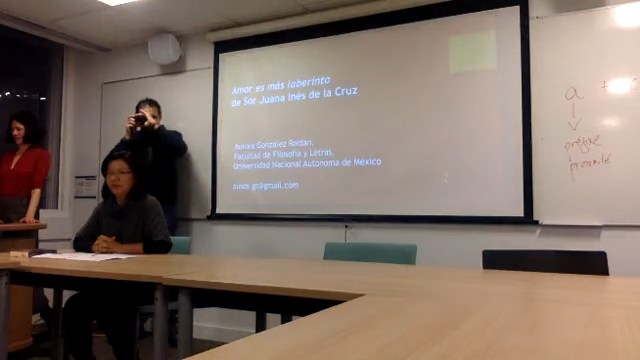 Amor es más laberinto
de Sor Juana Inés de la Cruz
Aurora González Roldán,
Facultad de Filosofía y Letras,
Universidad Nacional Autónoma de México
a